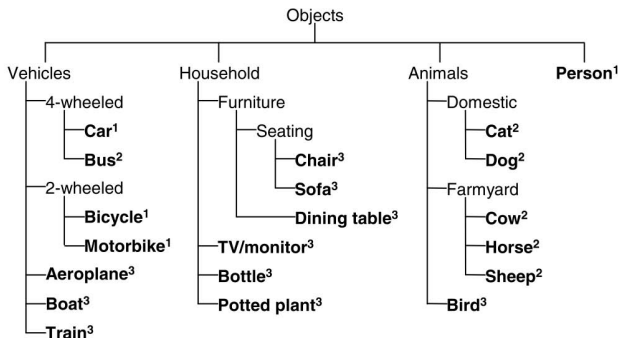 Objects
Vehicles Household Animals Person¹
4-wheeled Furniture Domestic
Car¹ Seating Cat²
Bus² Chair³ Dog²
2-wheeled Sofa³ Farmyard
Bicycle¹ Dining table³ Cow²
Motorbike¹ TV/monitor³ Horse²
Aeroplane³ Bottle³ Sheep²
Boat³ Potted plant³ Bird³
Train³